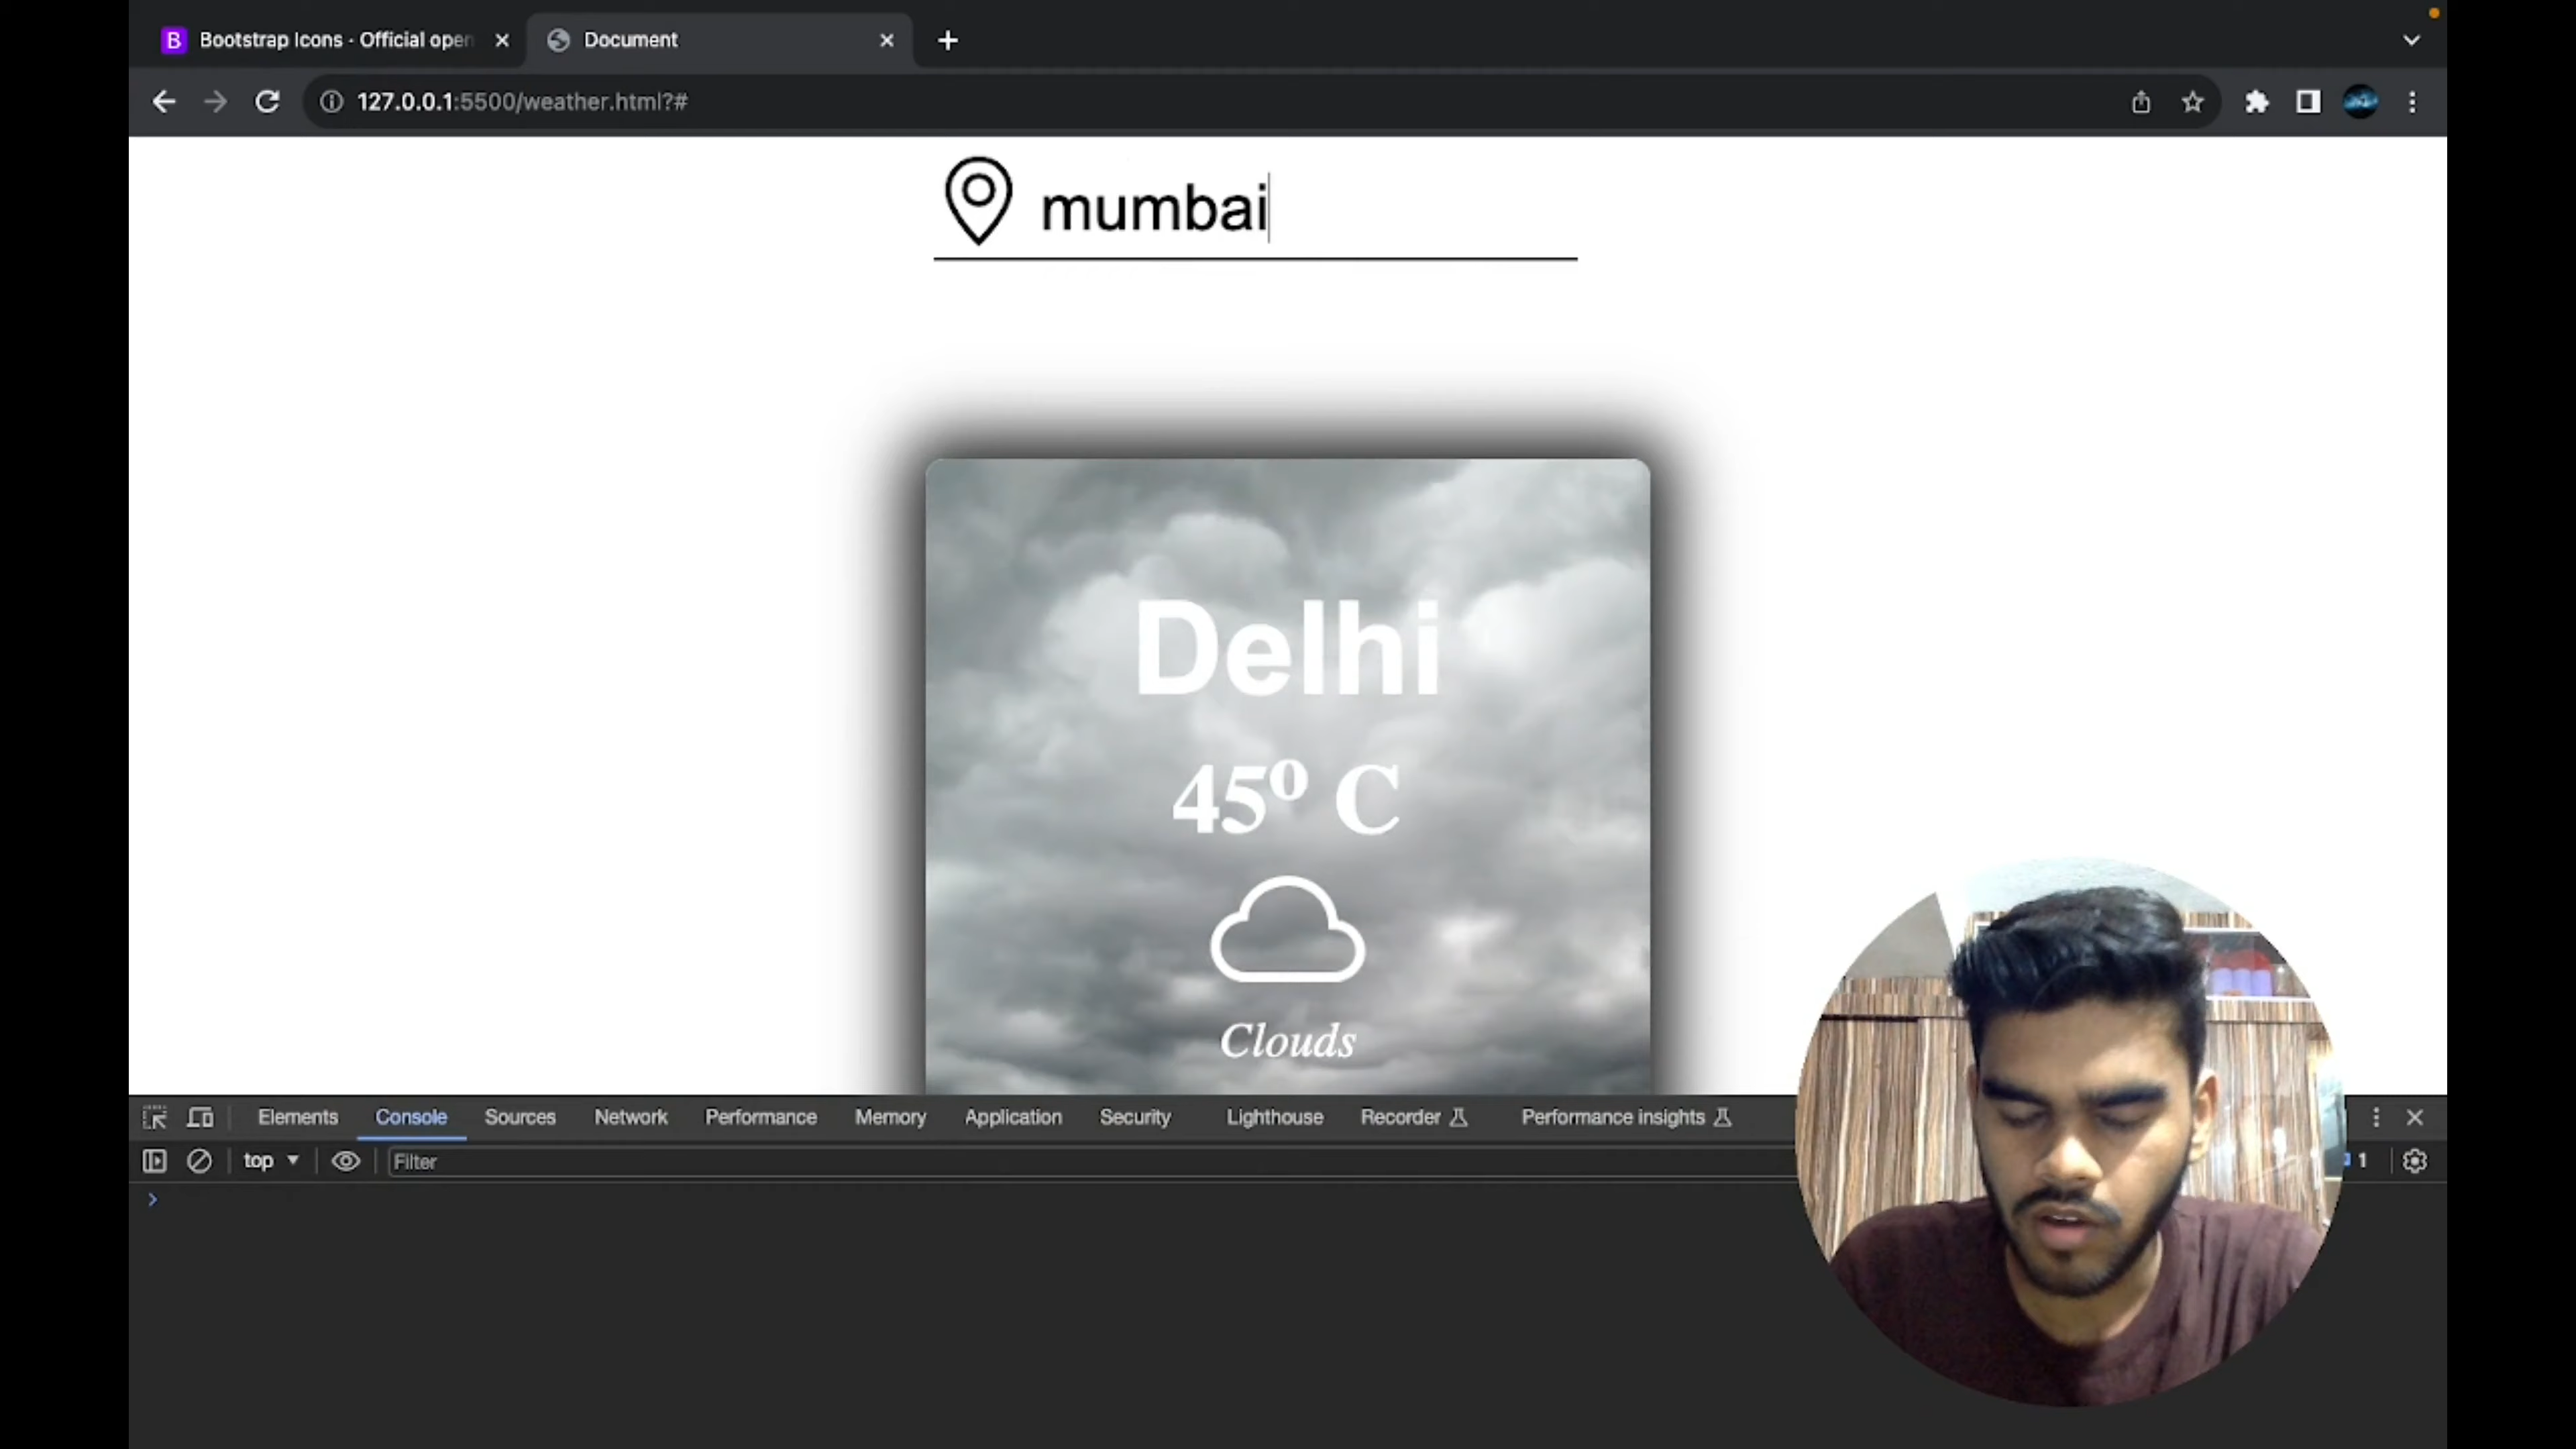 Bootstrap Icons · Official open
Document
127.0.0.1:5500/weather.html?#
mumbai
Delhi
45º C
Clouds
Elements Console Sources Network Performance Memory Application Security Lighthouse Recorder Performance insights
top Filter 1